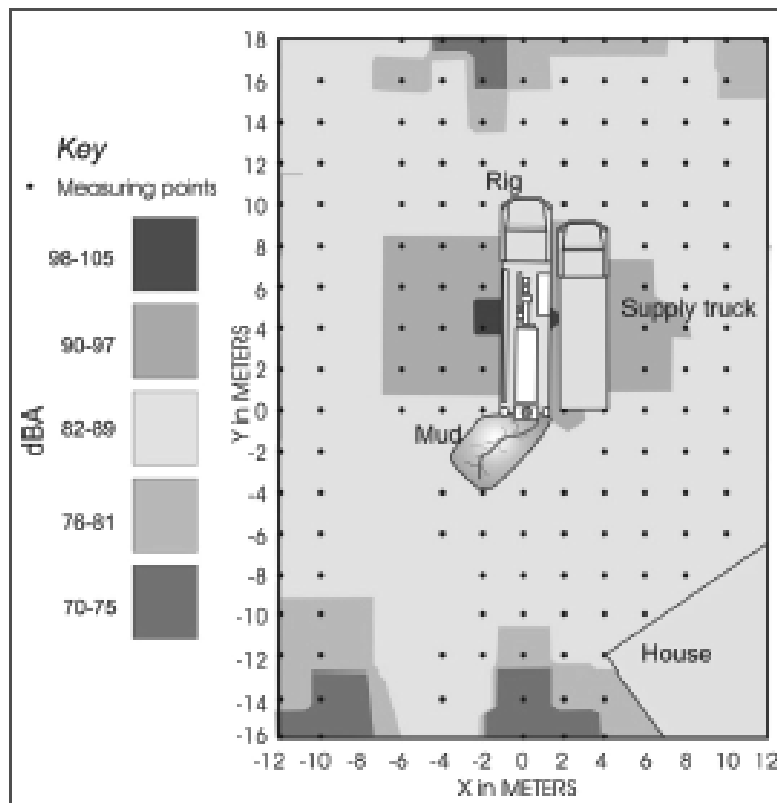 Key
Measuring points
98-105
90-97
82-89
76-81
70-75
dBA
Y in METERS
18
16
14
12
10
8
6
4
2
0
-2
-4
-6
-8
-10
-12
-14
-16
Rig
Supply truck
Mud
House
-12 -10 -8 -6 -4 -2 0 2 4 6 8 10 12
X in METERS